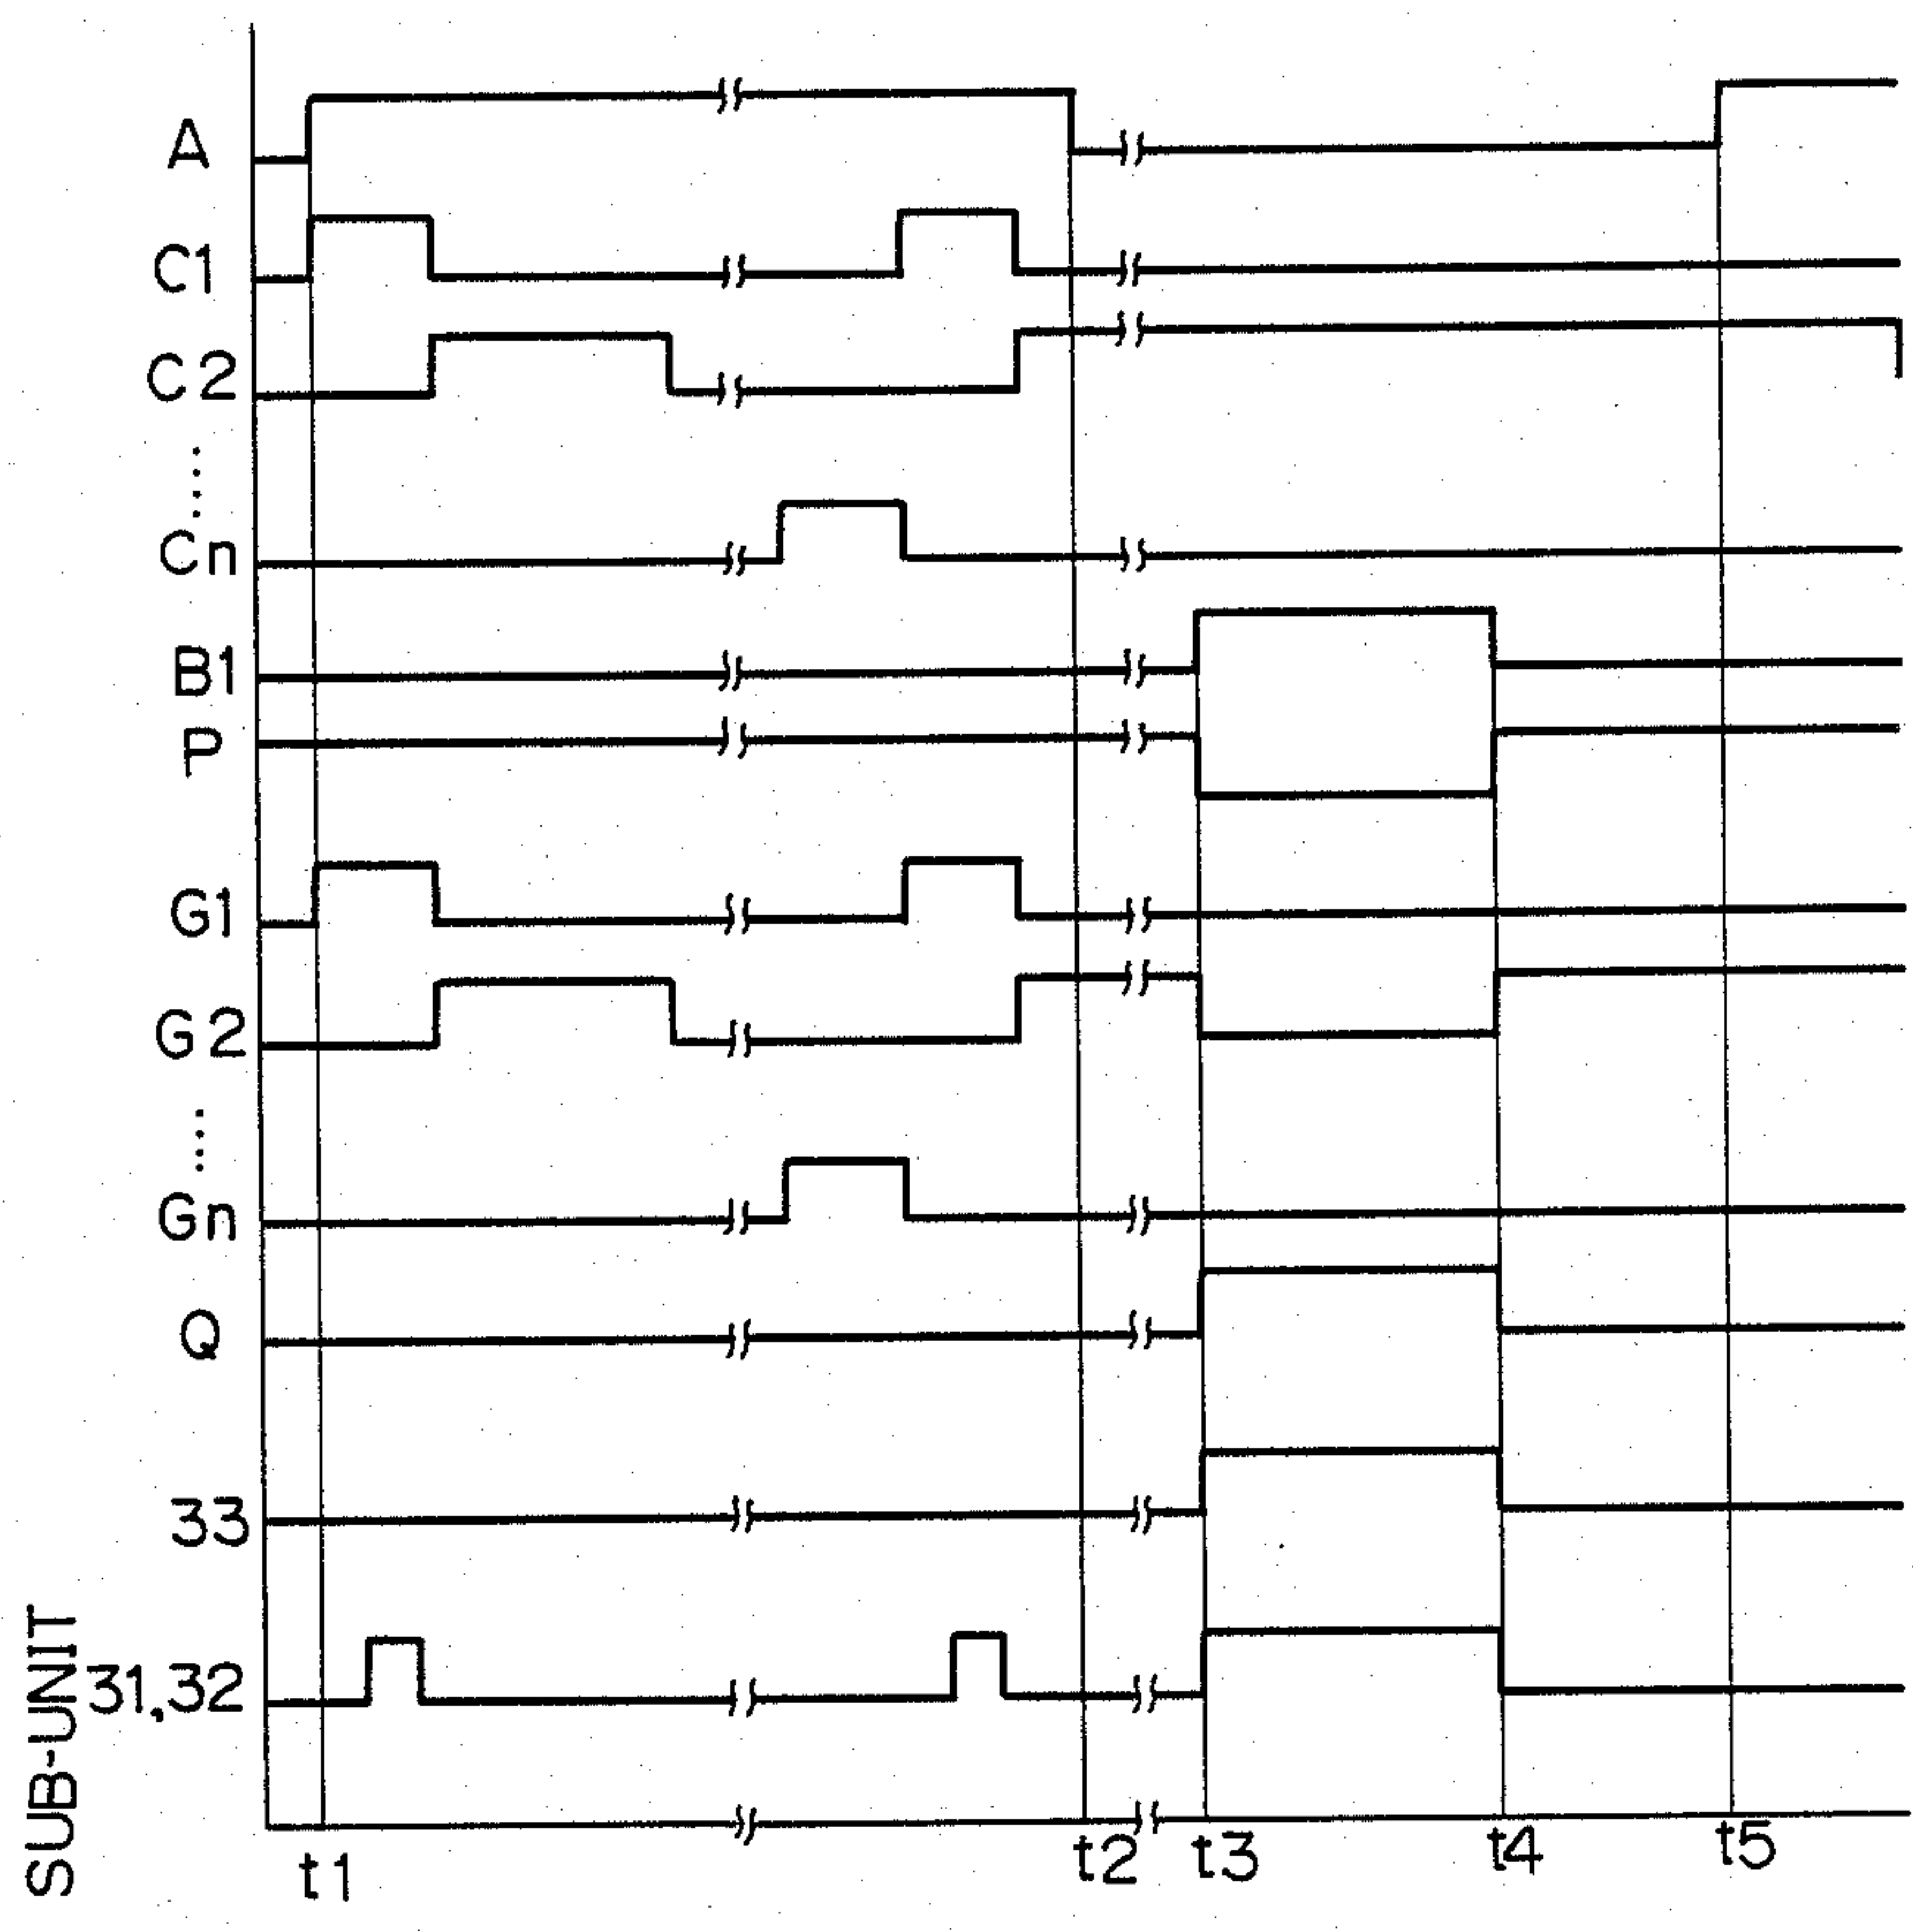 A
C1
C2
Cn
B1
P
G1
G2
Gn
Q
33
31,32
SUB-UNIT
t1 t2 t3 t4 t5